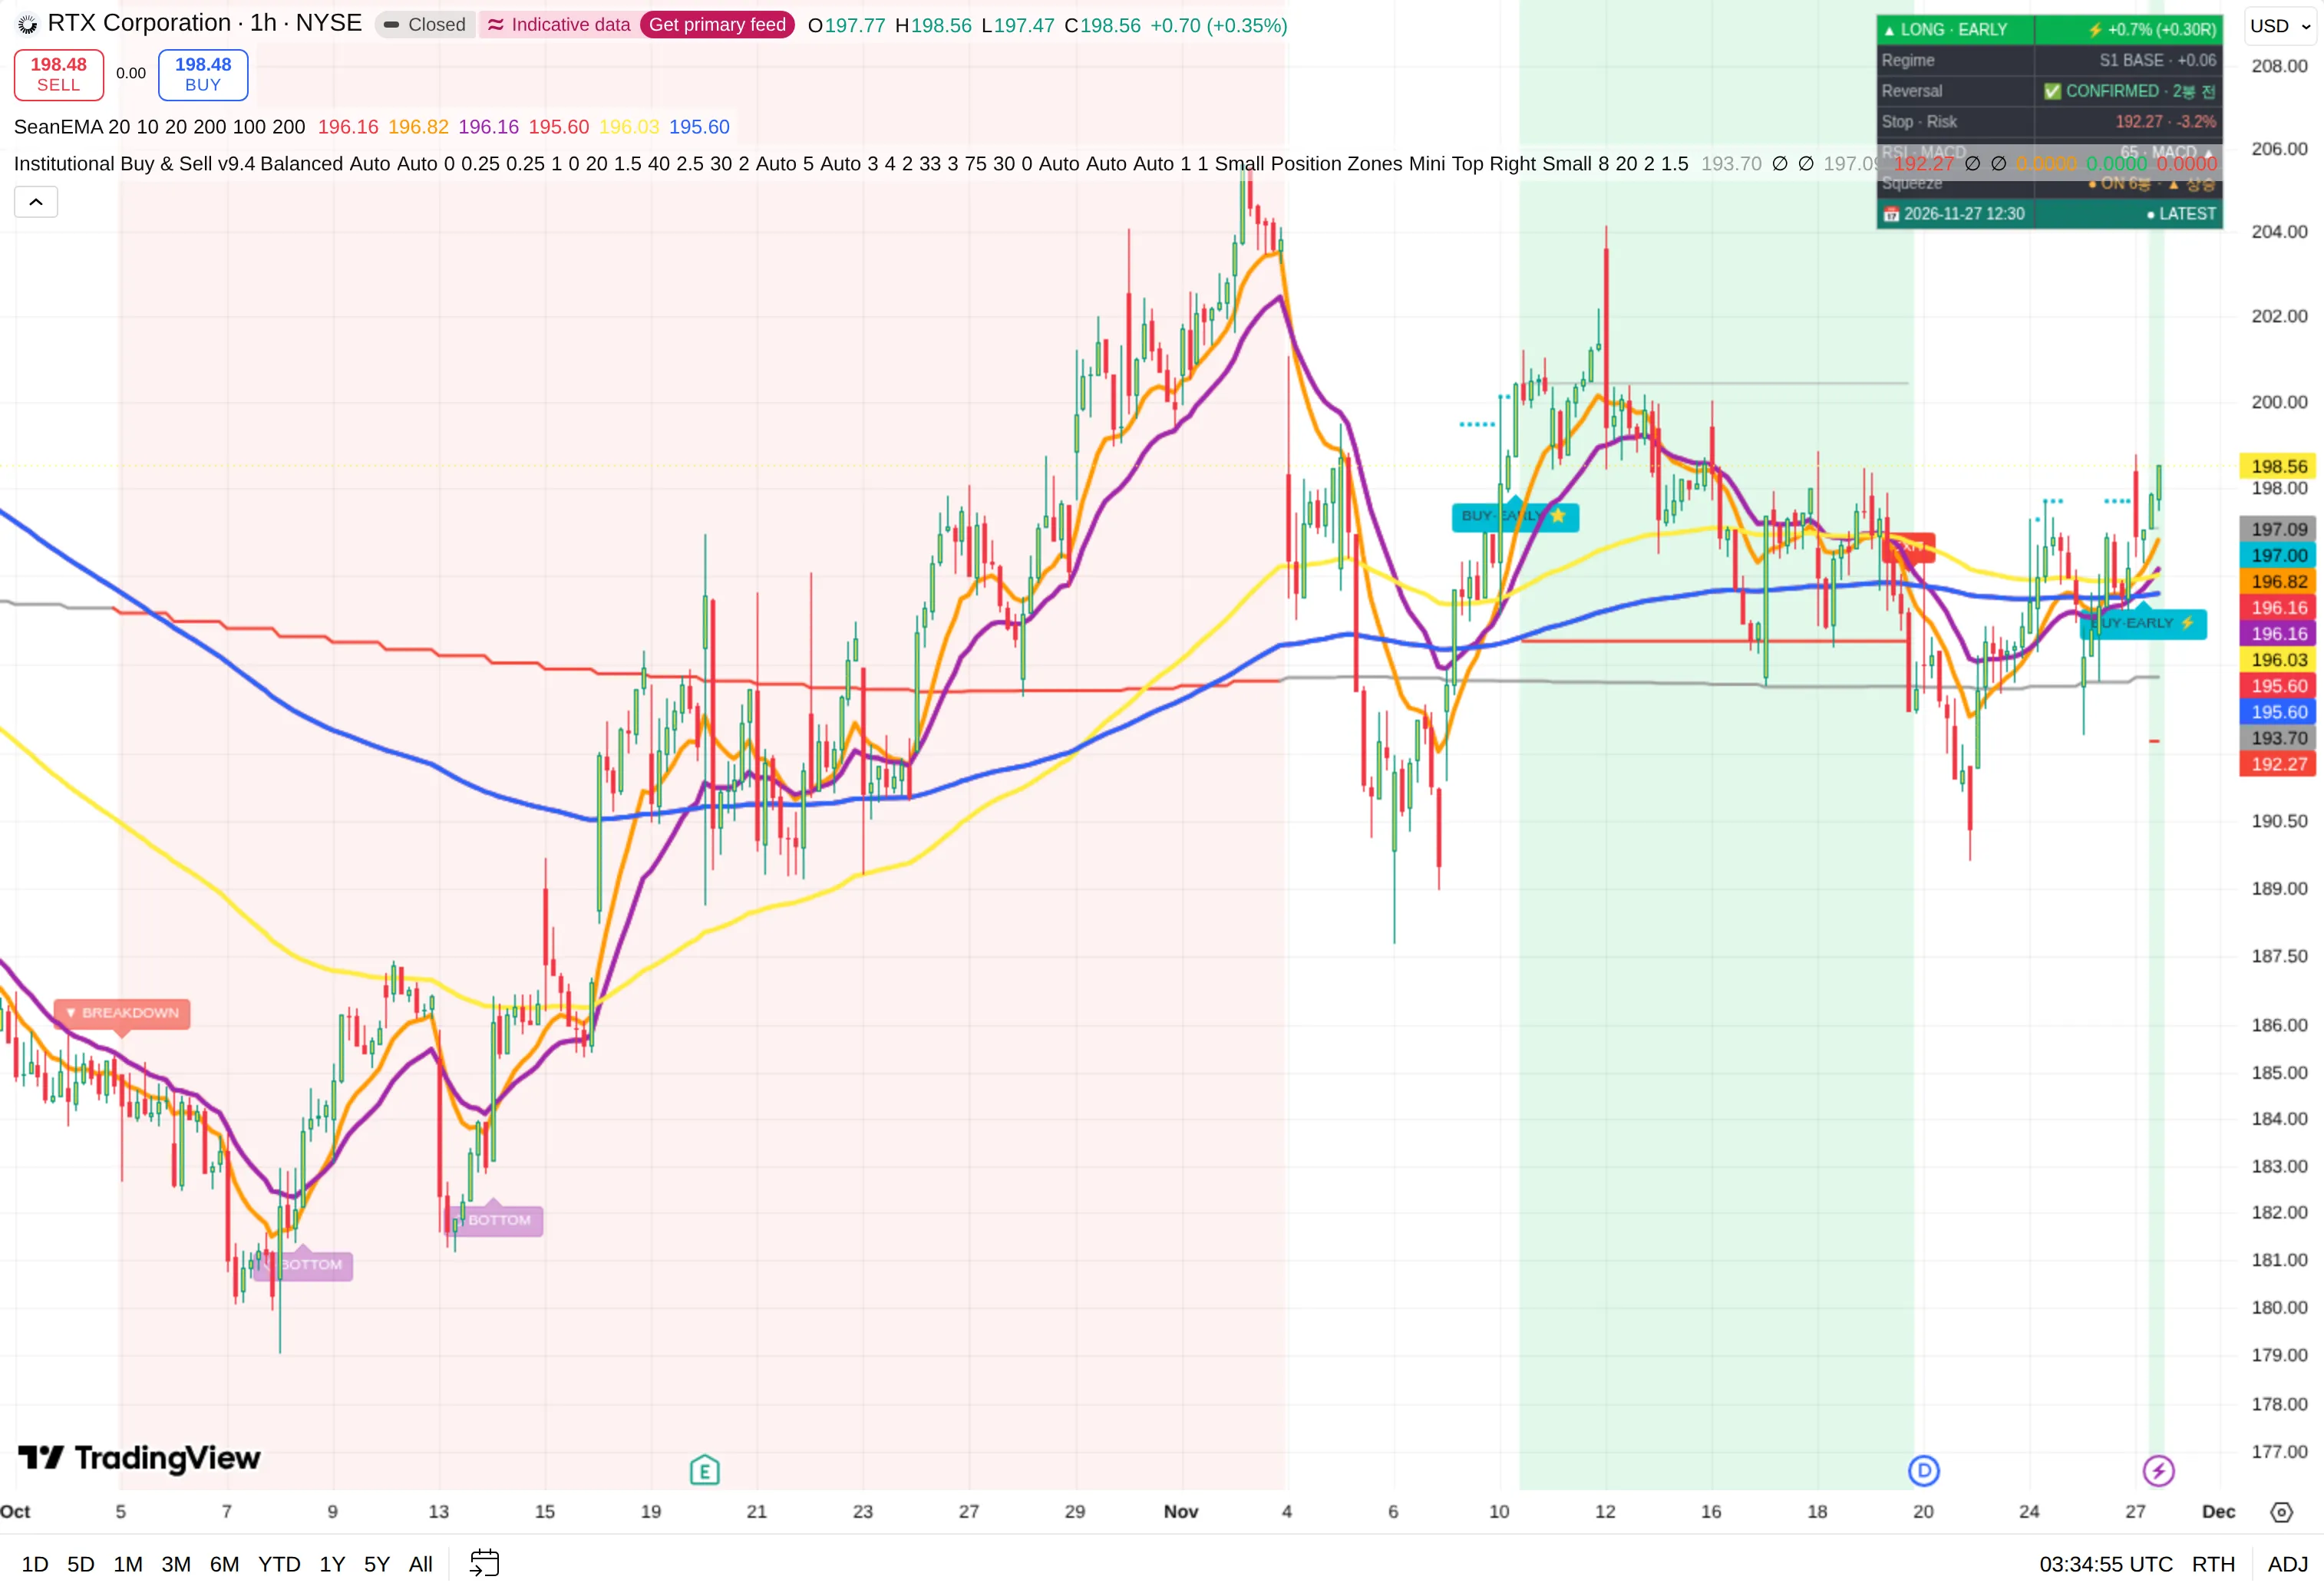 RTX Corporation · 1h · NYSE Closed Indicative data Get primary feed O197.77 H198.56 L197.47 C198.56 +0.70 (+0.35%)
198.48 SELL 0.00 198.48 BUY
SeanEMA 20 10 20 200 100 200 196.16 196.82 196.16 195.60 196.03 195.60
Institutional Buy & Sell v9.4 Balanced Auto Auto 0 0.25 0.25 1 0 20 1.5 40 2.5 30 2 Auto 5 Auto 3 4 2 33 3 75 30 0 Auto Auto Auto 1 1 Small Position Zones Mini Top Right Small 8 20 2 1.5 193.70 ∅ ∅ 197.09 192.27 ∅ ∅ 0.0000 0.0000 0.0000
▲ LONG · EARLY ⚡ +0.7% (+0.30R)
Regime S1 BASE · +0.06
Reversal ✅ CONFIRMED · 2봉 전
Stop · Risk 192.27 · -3.2%
RSI · MACD 65 · MACD ▲
Squeeze ● ON 6봉 · ▲ 상승
📅 2026-11-27 12:30 ● LATEST
USD
208.00
206.00
204.00
202.00
200.00
198.56
198.00
197.09
197.00
196.82
196.16
196.16
196.03
195.60
195.60
193.70
192.27
190.50
189.00
187.50
186.00
185.00
184.00
183.00
182.00
181.00
180.00
179.00
178.00
177.00
BUY·EARLY ⭐
BUY·EARLY ⚡
▼ BREAKDOWN
BOTTOM
BOTTOM
TradingView
E
D
Oct 5 7 9 13 15 19 21 23 27 29 Nov 4 6 10 12 16 18 20 24 27 Dec
1D 5D 1M 3M 6M YTD 1Y 5Y All
03:34:55 UTC RTH ADJ